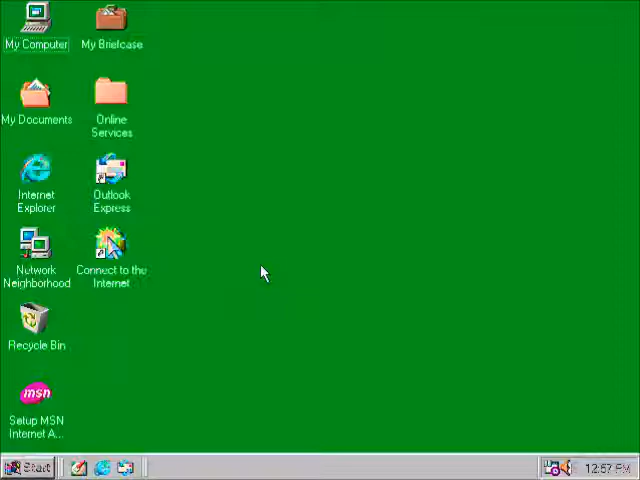 My Computer
My Briefcase
My Documents
Online
Services
Internet
Explorer
Outlook
Express
Network
Neighborhood
Connect to the
Internet
Recycle Bin
msn
Setup MSN
Internet A...
Start
12:57 PM